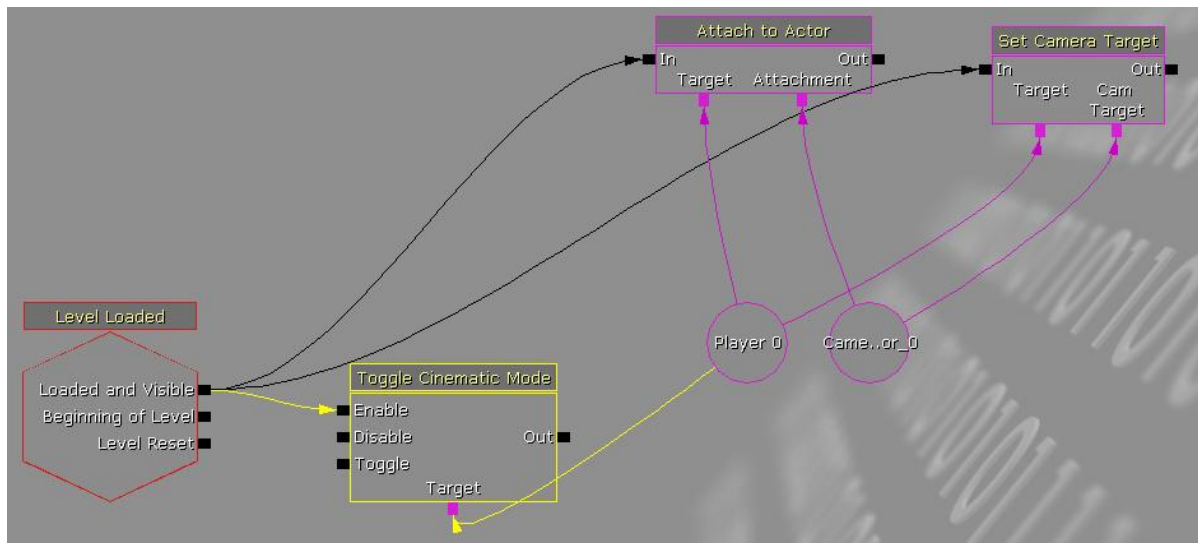 Attach to Actor
In Out
Target Attachment
Set Camera Target
In Out
Target Cam
Target
Level Loaded
Loaded and Visible
Beginning of Level
Level Reset
Toggle Cinematic Mode
Enable
Disable Out
Toggle
Target
Player 0
Came..or_0